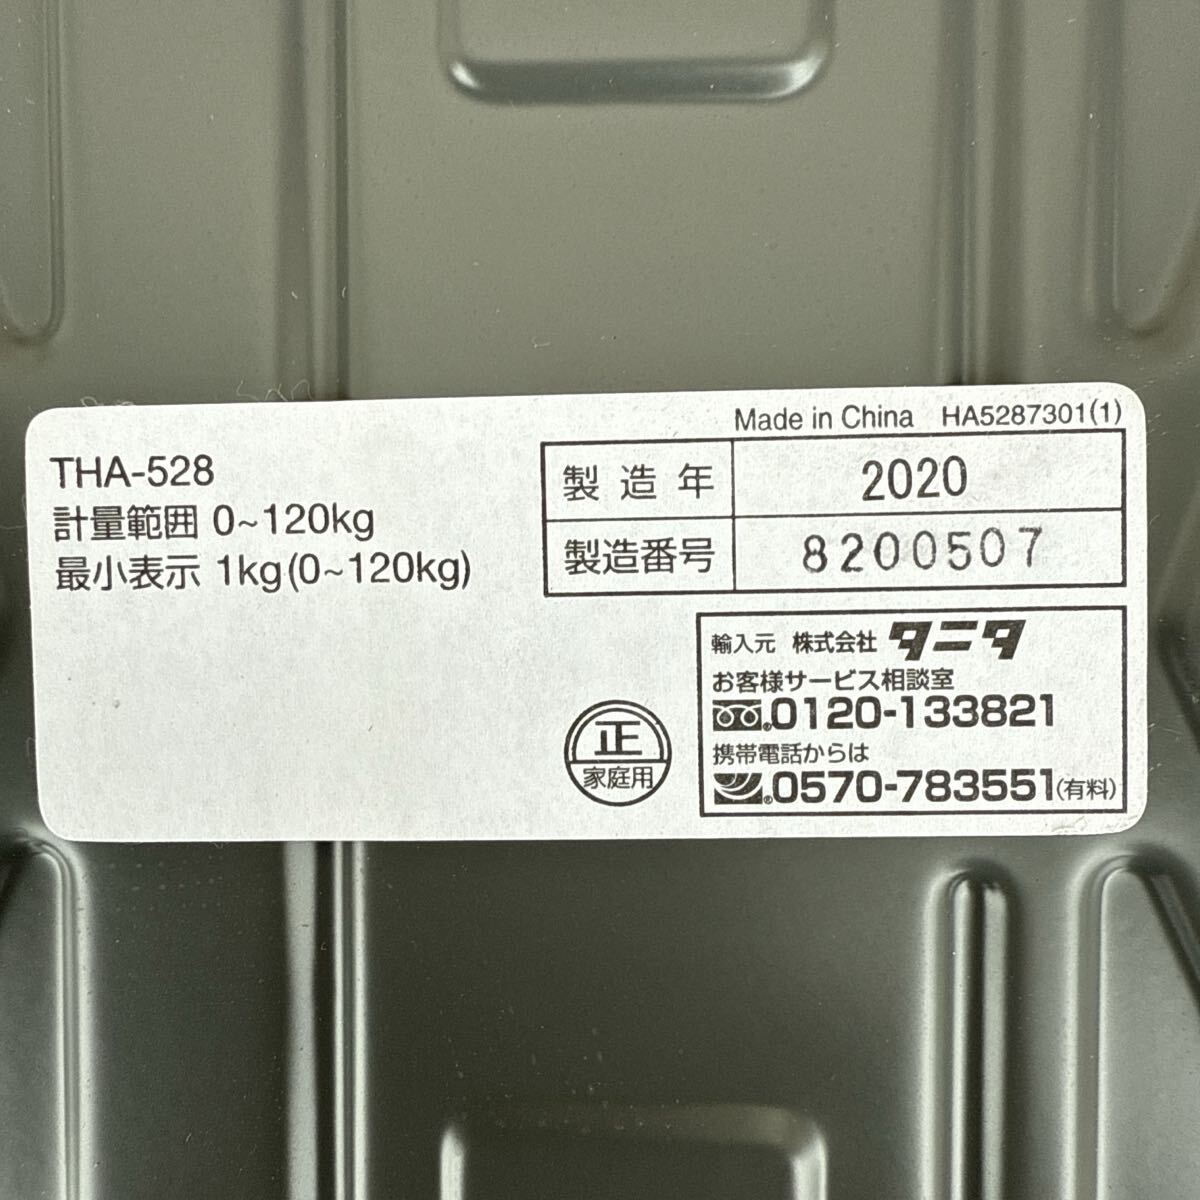 Made in China HA5287301(1)
THA-528
計量範囲 0~120kg
最小表示 1kg(0~120kg)
製造年 2020
製造番号 8200507
輸入元 株式会社 タニタ
お客様サービス相談室
0120-133821
携帯電話からは
0570-783551(有料)
正
家庭用